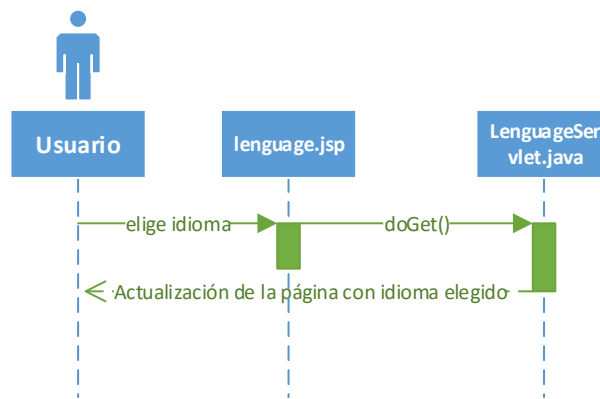 Usuario
lenguage.jsp
LenguageSer
vlet.java
elige idioma
doGet()
Actualización de la página con idioma elegido